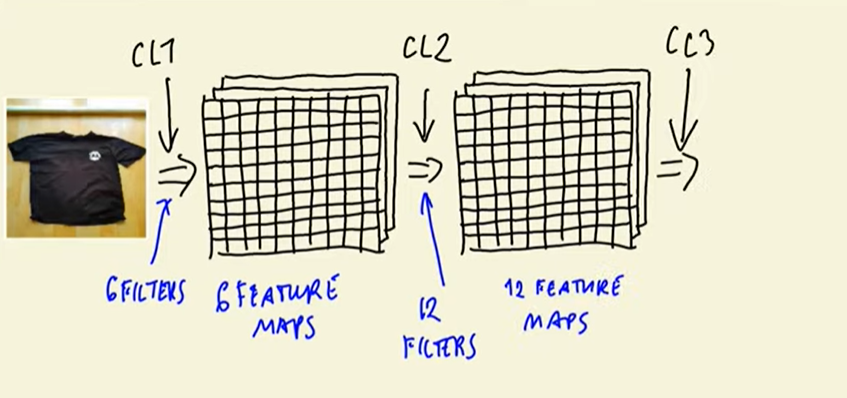 CL1
CL2
CL3
6 FILTERS
6 FEATURE
MAPS
12
FILTERS
12 FEATURE
MAPS